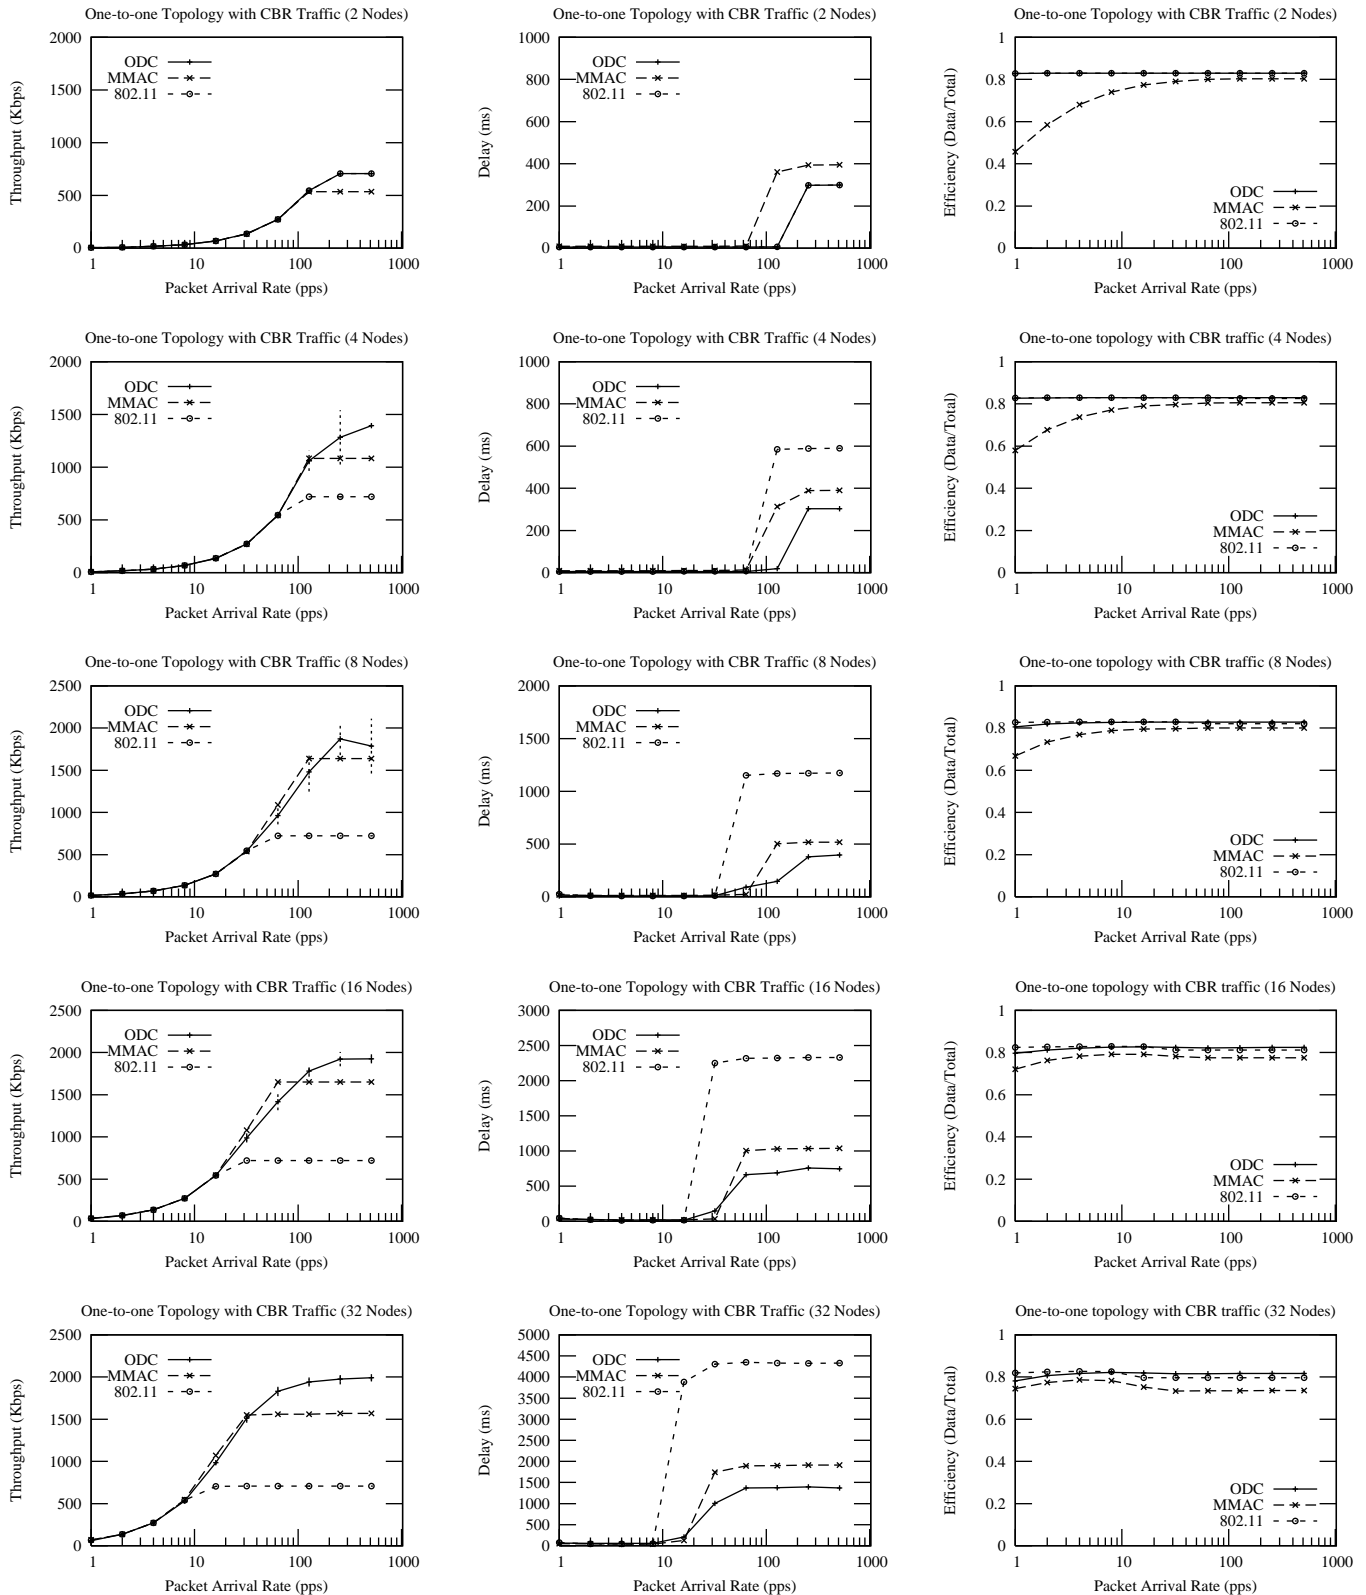 One-to-one Topology with CBR Traffic (2 Nodes)
Throughput (Kbps)
2000
1500
1000
500
0
ODC
MMAC
802.11
1 10 100 1000
Packet Arrival Rate (pps)
One-to-one Topology with CBR Traffic (2 Nodes)
Delay (ms)
1000
800
600
400
200
0
ODC
MMAC
802.11
1 10 100 1000
Packet Arrival Rate (pps)
One-to-one Topology with CBR Traffic (2 Nodes)
Efficiency (Data/Total)
1
0.8
0.6
0.4
0.2
0
ODC
MMAC
802.11
1 10 100 1000
Packet Arrival Rate (pps)
One-to-one Topology with CBR Traffic (4 Nodes)
Throughput (Kbps)
2000
1500
1000
500
0
ODC
MMAC
802.11
1 10 100 1000
Packet Arrival Rate (pps)
One-to-one Topology with CBR Traffic (4 Nodes)
Delay (ms)
1000
800
600
400
200
0
ODC
MMAC
802.11
1 10 100 1000
Packet Arrival Rate (pps)
One-to-one topology with CBR traffic (4 Nodes)
Efficiency (Data/Total)
1
0.8
0.6
0.4
0.2
0
ODC
MMAC
802.11
1 10 100 1000
Packet Arrival Rate (pps)
One-to-one Topology with CBR Traffic (8 Nodes)
Throughput (Kbps)
2500
2000
1500
1000
500
0
ODC
MMAC
802.11
1 10 100 1000
Packet Arrival Rate (pps)
One-to-one Topology with CBR Traffic (8 Nodes)
Delay (ms)
2000
1500
1000
500
0
ODC
MMAC
802.11
1 10 100 1000
Packet Arrival Rate (pps)
One-to-one topology with CBR traffic (8 Nodes)
Efficiency (Data/Total)
1
0.8
0.6
0.4
0.2
0
ODC
MMAC
802.11
1 10 100 1000
Packet Arrival Rate (pps)
One-to-one Topology with CBR Traffic (16 Nodes)
Throughput (Kbps)
2500
2000
1500
1000
500
0
ODC
MMAC
802.11
1 10 100 1000
Packet Arrival Rate (pps)
One-to-one Topology with CBR Traffic (16 Nodes)
Delay (ms)
3000
2500
2000
1500
1000
500
0
ODC
MMAC
802.11
1 10 100 1000
Packet Arrival Rate (pps)
One-to-one topology with CBR traffic (16 Nodes)
Efficiency (Data/Total)
1
0.8
0.6
0.4
0.2
0
ODC
MMAC
802.11
1 10 100 1000
Packet Arrival Rate (pps)
One-to-one Topology with CBR Traffic (32 Nodes)
Throughput (Kbps)
2500
2000
1500
1000
500
0
ODC
MMAC
802.11
1 10 100 1000
Packet Arrival Rate (pps)
One-to-one Topology with CBR Traffic (32 Nodes)
Delay (ms)
5000
4500
4000
3500
3000
2500
2000
1500
1000
500
0
ODC
MMAC
802.11
1 10 100 1000
Packet Arrival Rate (pps)
One-to-one topology with CBR traffic (32 Nodes)
Efficiency (Data/Total)
1
0.8
0.6
0.4
0.2
0
ODC
MMAC
802.11
1 10 100 1000
Packet Arrival Rate (pps)